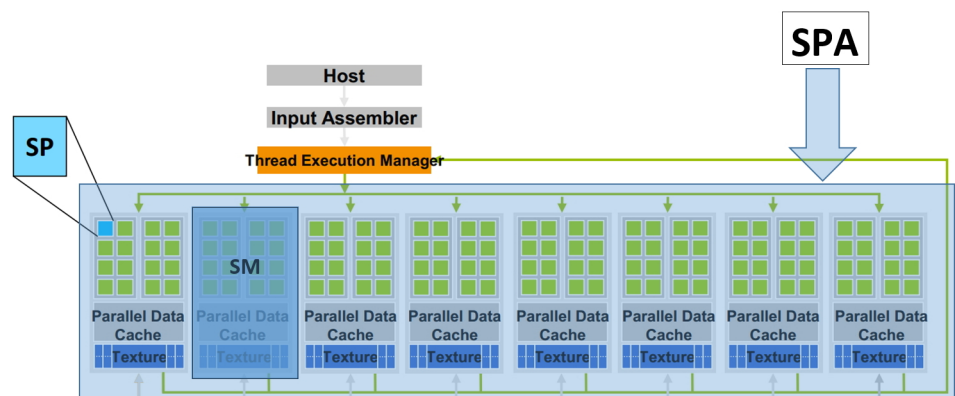 SPA
Host
Input Assembler
SP
Thread Execution Manager
SM
Parallel Data
Cache
Texture
Parallel Data
Cache
Texture
Parallel Data
Cache
Texture
Parallel Data
Cache
Texture
Parallel Data
Cache
Texture
Parallel Data
Cache
Texture
Parallel Data
Cache
Texture
Parallel Data
Cache
Texture